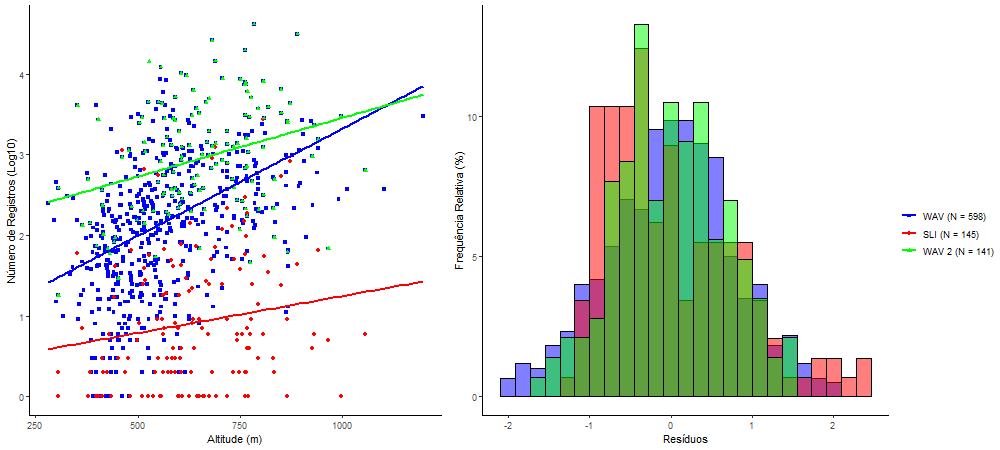 Número de Registros (Log10)
4
3
2
1
0
250
500
750
1000
Altitude (m)
Frequência Relativa (%)
10
5
0
-2
-1
0
1
2
Resíduos
WAV (N = 598)
SLI (N = 145)
WAV 2 (N = 141)